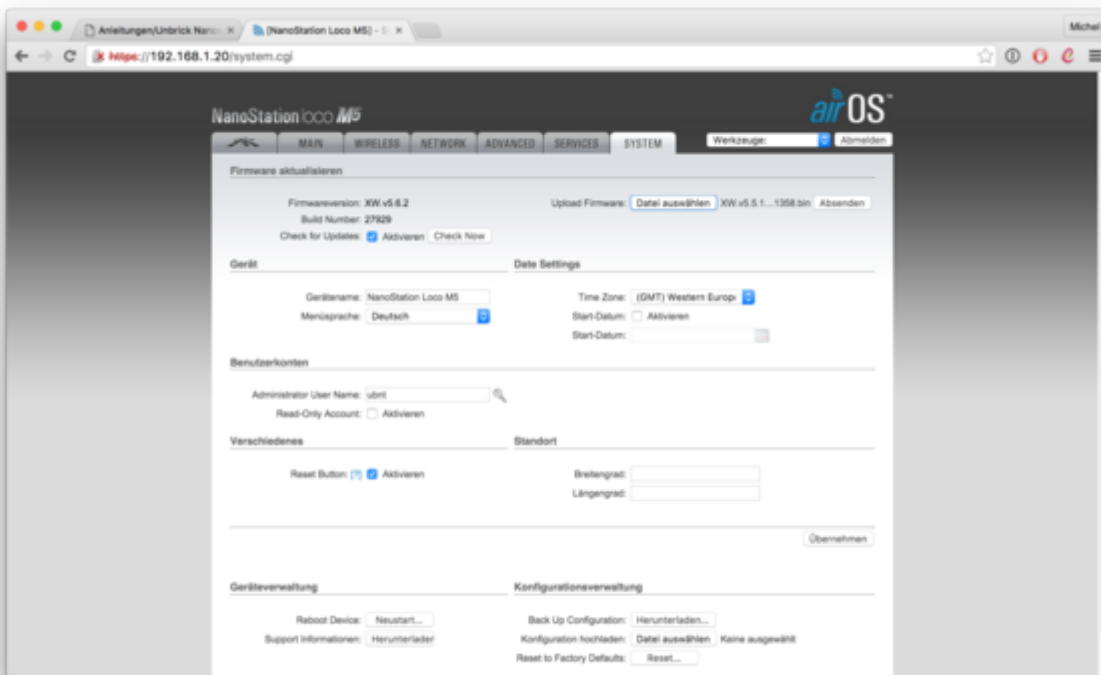 Anleitungen/Unbrick Nano
[NanoStation Loco M5] - S
Michel
https://192.168.1.20/system.cgi
NanoStation loco M5
airOS™
MAIN WIRELESS NETWORK ADVANCED SERVICES SYSTEM
Werkzeuge: Abmelden
Firmware aktualisieren
Firmwareversion: XW.v5.6.2
Upload Firmware: Datei auswählen XW.v5.5.1...1358.bin Absenden
Build Number: 27929
Check for Updates: Aktivieren Check Now
Gerät
Date Settings
Gerätename: NanoStation Loco M5
Time Zone: (GMT) Western Europ
Menüsprache: Deutsch
Start-Datum: Aktivieren
Start-Datum:
Benutzerkonten
Administrator User Name: ubnt
Read-Only Account: Aktivieren
Verschiedenes
Standort
Reset Button: [?] Aktivieren
Breitengrad:
Längengrad:
Übernehmen
Geräteverwaltung
Konfigurationsverwaltung
Reboot Device: Neustart...
Back Up Configuration: Herunterladen...
Support Informationen: Herunterladen
Konfiguration hochladen: Datei auswählen Keine ausgewählt
Reset to Factory Defaults: Reset...